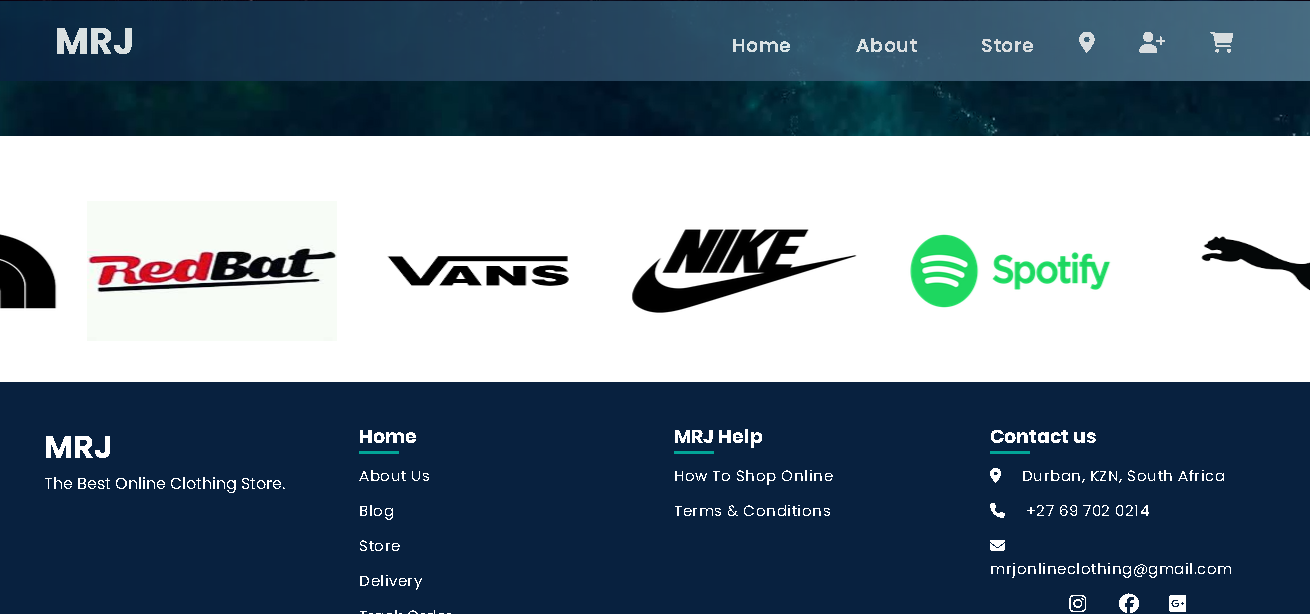 MRJ
Home About Store
RedBat
VANS
NIKE
Spotify
MRJ
The Best Online Clothing Store.
Home
About Us
Blog
Store
Delivery
Track Order
MRJ Help
How To Shop Online
Terms & Conditions
Contact us
Durban, KZN, South Africa
+27 69 702 0214
mrjonlineclothing@gmail.com
G+